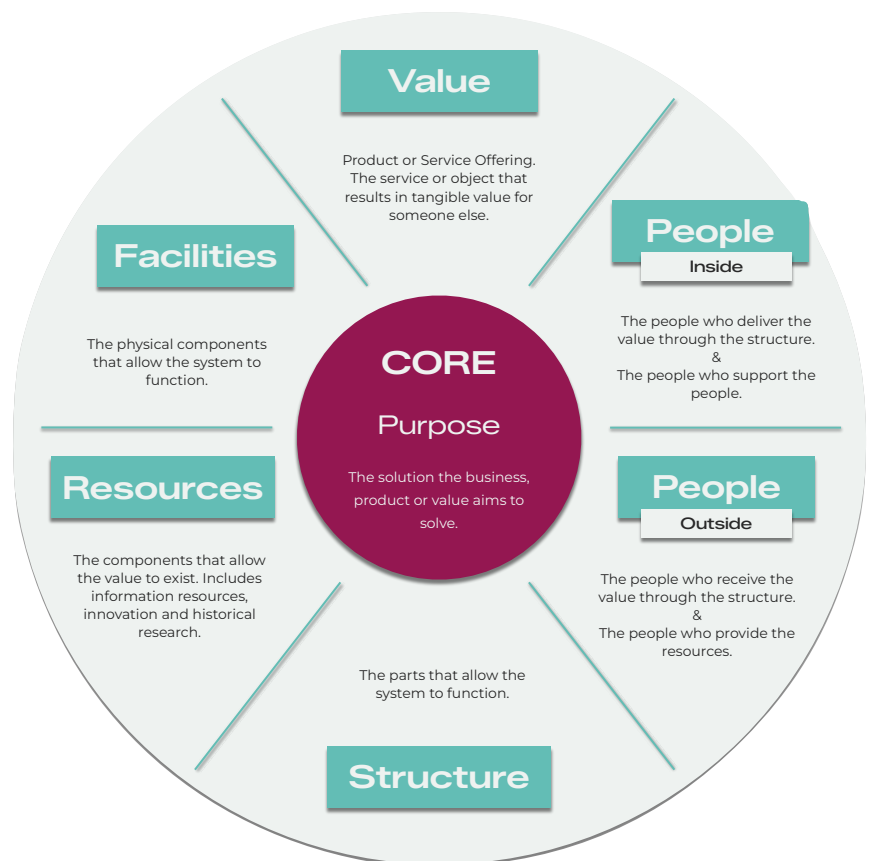 Value
Product or Service Offering.
The service or object that
results in tangible value for
someone else.
People
Inside
The people who deliver the
value through the structure.
&
The people who support the
people.
People
Outside
The people who receive the
value through the structure.
&
The people who provide the
resources.
Structure
The parts that allow the
system to function.
Resources
The components that allow
the value to exist. Includes
information resources,
innovation and historical
research.
Facilities
The physical components
that allow the system to
function.
CORE
Purpose
The solution the business,
product or value aims to
solve.